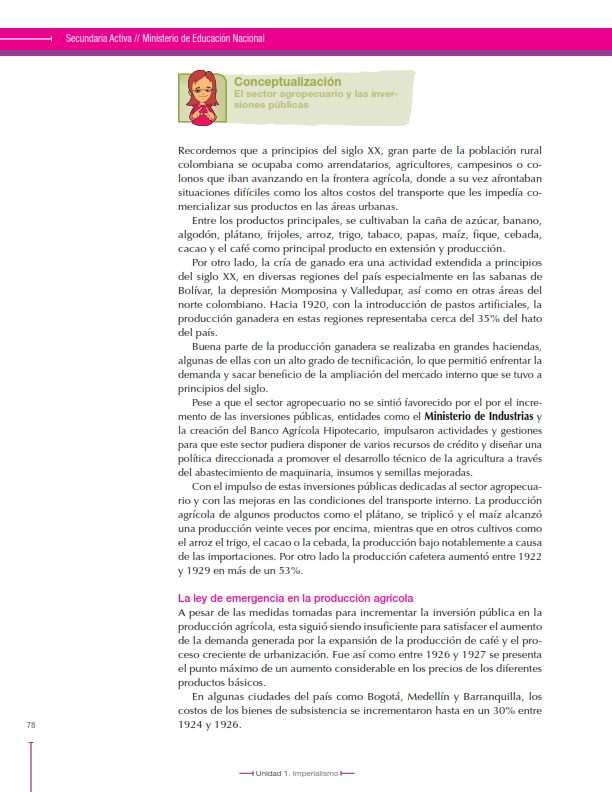 Secundaria Activa // Ministerio de Educación Nacional
Conceptualización
El sector agropecuario y las inver-
siones públicas
Recordemos que a principios del siglo XX, gran parte de la población rural
colombiana se ocupaba como arrendatarios, agricultores, campesinos o co-
lonos que iban avanzando en la frontera agrícola, donde a su vez afrontaban
situaciones difíciles como los altos costos del transporte que les impedía co-
mercializar sus productos en las áreas urbanas.
Entre los productos principales, se cultivaban la caña de azúcar, banano,
algodón, plátano, frijoles, arroz, trigo, tabaco, papas, maíz, fique, cebada,
cacao y el café como principal producto en extensión y producción.
Por otro lado, la cría de ganado era una actividad extendida a principios
del siglo XX, en diversas regiones del país especialmente en las sabanas de
Bolívar, la depresión Momposina y Valledupar, así como en otras áreas del
norte colombiano. Hacia 1920, con la introducción de pastos artificiales, la
producción ganadera en estas regiones representaba cerca del 35% del hato
del país.
Buena parte de la producción ganadera se realizaba en grandes haciendas,
algunas de ellas con un alto grado de tecnificación, lo que permitió enfrentar la
demanda y sacar beneficio de la ampliación del mercado interno que se tuvo a
principios del siglo.
Pese a que el sector agropecuario no se sintió favorecido por el por el incre-
mento de las inversiones públicas, entidades como el Ministerio de Industrias y
la creación del Banco Agrícola Hipotecario, impulsaron actividades y gestiones
para que este sector pudiera disponer de varios recursos de crédito y diseñar una
política direccionada a promover el desarrollo técnico de la agricultura a través
del abastecimiento de maquinaria, insumos y semillas mejoradas.
Con el impulso de estas inversiones públicas dedicadas al sector agropecua-
rio y con las mejoras en las condiciones del transporte interno. La producción
agrícola de algunos productos como el plátano, se triplicó y el maíz alcanzó
una producción veinte veces por encima, mientras que en otros cultivos como
el arroz el trigo, el cacao o la cebada, la producción bajo notablemente a causa
de las importaciones. Por otro lado la producción cafetera aumentó entre 1922
y 1929 en más de un 53%.
La ley de emergencia en la producción agrícola
A pesar de las medidas tomadas para incrementar la inversión pública en la
producción agrícola, esta siguió siendo insuficiente para satisfacer el aumento
de la demanda generada por la expansión de la producción de café y el pro-
ceso creciente de urbanización. Fue así como entre 1926 y 1927 se presenta
el punto máximo de un aumento considerable en los precios de los diferentes
productos básicos.
En algunas ciudades del país como Bogotá, Medellín y Barranquilla, los
costos de los bienes de subsistencia se incrementaron hasta en un 30% entre
1924 y 1926.
78
Unidad 1. Imperialismo